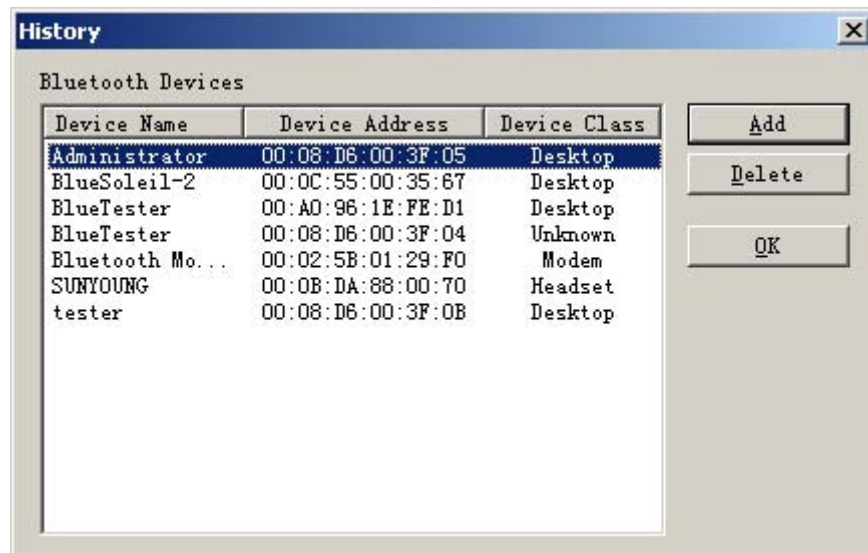 History
Bluetooth Devices
Device Name Device Address Device Class
Administrator 00:08:D6:00:3F:05 Desktop
BlueSoleil-2 00:0C:55:00:35:67 Desktop
BlueTester 00:A0:96:1E:FE:D1 Desktop
BlueTester 00:08:D6:00:3F:04 Unknown
Bluetooth Mo... 00:02:5B:01:29:F0 Modem
SUNYOUNG 00:0B:DA:88:00:70 Headset
tester 00:08:D6:00:3F:0B Desktop
Add
Delete
OK